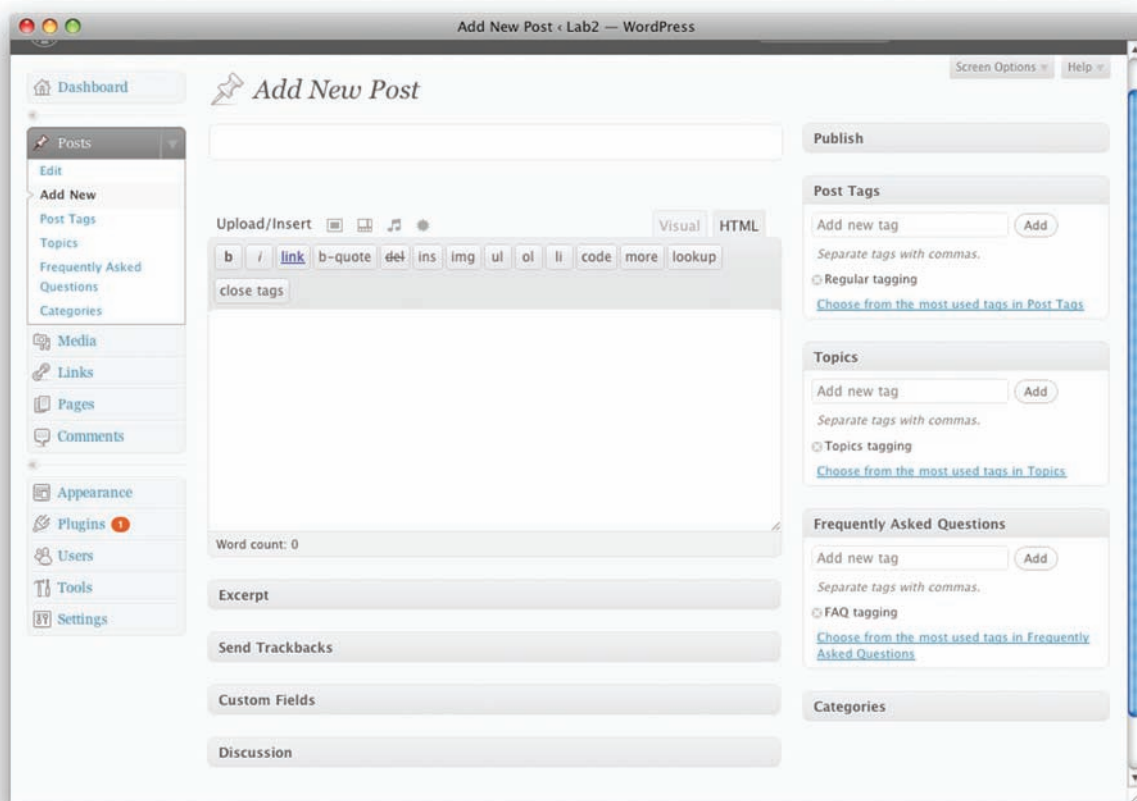 Add New Post ‹ Lab2 — WordPress
Screen Options
Help
Dashboard
Posts
Edit
Add New
Post Tags
Topics
Frequently Asked
Questions
Categories
Media
Links
Pages
Comments
Appearance
Plugins 1
Users
Tools
Settings
Add New Post
Upload/Insert
Visual HTML
b i link b-quote del ins img ul ol li code more lookup
close tags
Word count: 0
Excerpt
Send Trackbacks
Custom Fields
Discussion
Publish
Post Tags
Add new tag Add
Separate tags with commas.
Regular tagging
Choose from the most used tags in Post Tags
Topics
Add new tag Add
Separate tags with commas.
Topics tagging
Choose from the most used tags in Topics
Frequently Asked Questions
Add new tag Add
Separate tags with commas.
FAQ tagging
Choose from the most used tags in Frequently
Asked Questions
Categories